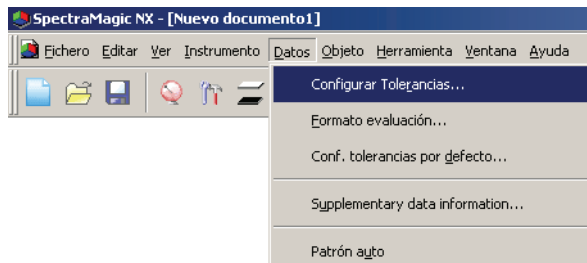 SpectraMagic NX - [Nuevo documento1]
Fichero Editar Ver Instrumento Datos Objeto Herramienta Ventana Ayuda
Configurar Tolerancias...
Formato evaluación...
Conf. tolerancias por defecto...
Supplementary data information...
Patrón auto